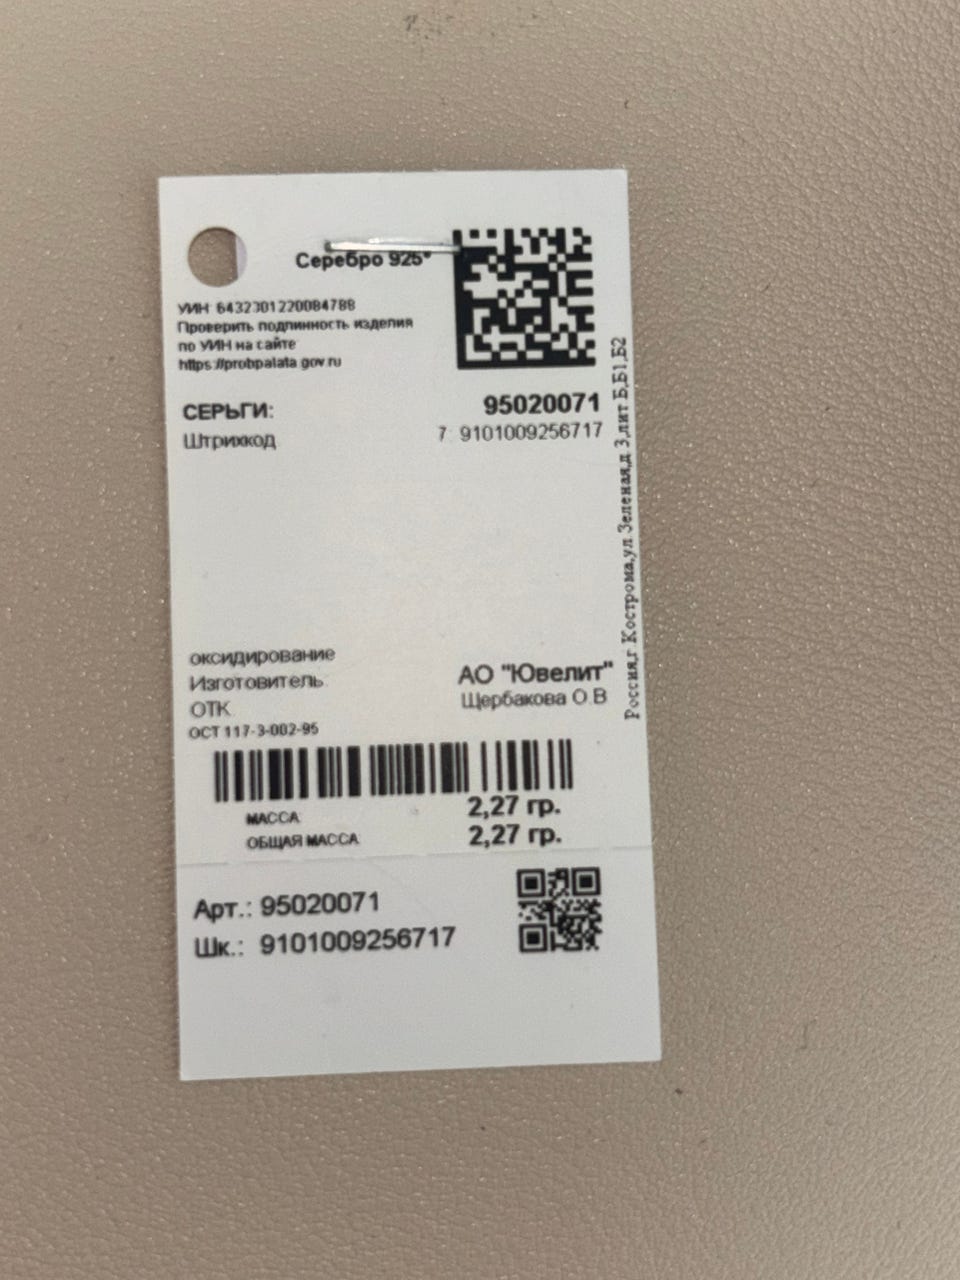 Серебро 925°
УИН: 6432301220084788
Проверить подлинность изделия
по УИН на сайте
https://probpalata.gov.ru
СЕРЬГИ: 95020071
Штрихкод 7: 9101009256717
Россия,г Кострома,ул Зеленая,д 3,лит Б,Б1,Б2
оксидирование
Изготовитель: АО "Ювелит"
ОТК: Щербакова О.В
ОСТ 117-3-002-95
МАССА: 2,27 гр.
ОБЩАЯ МАССА: 2,27 гр.
Арт.: 95020071
Шк.: 9101009256717